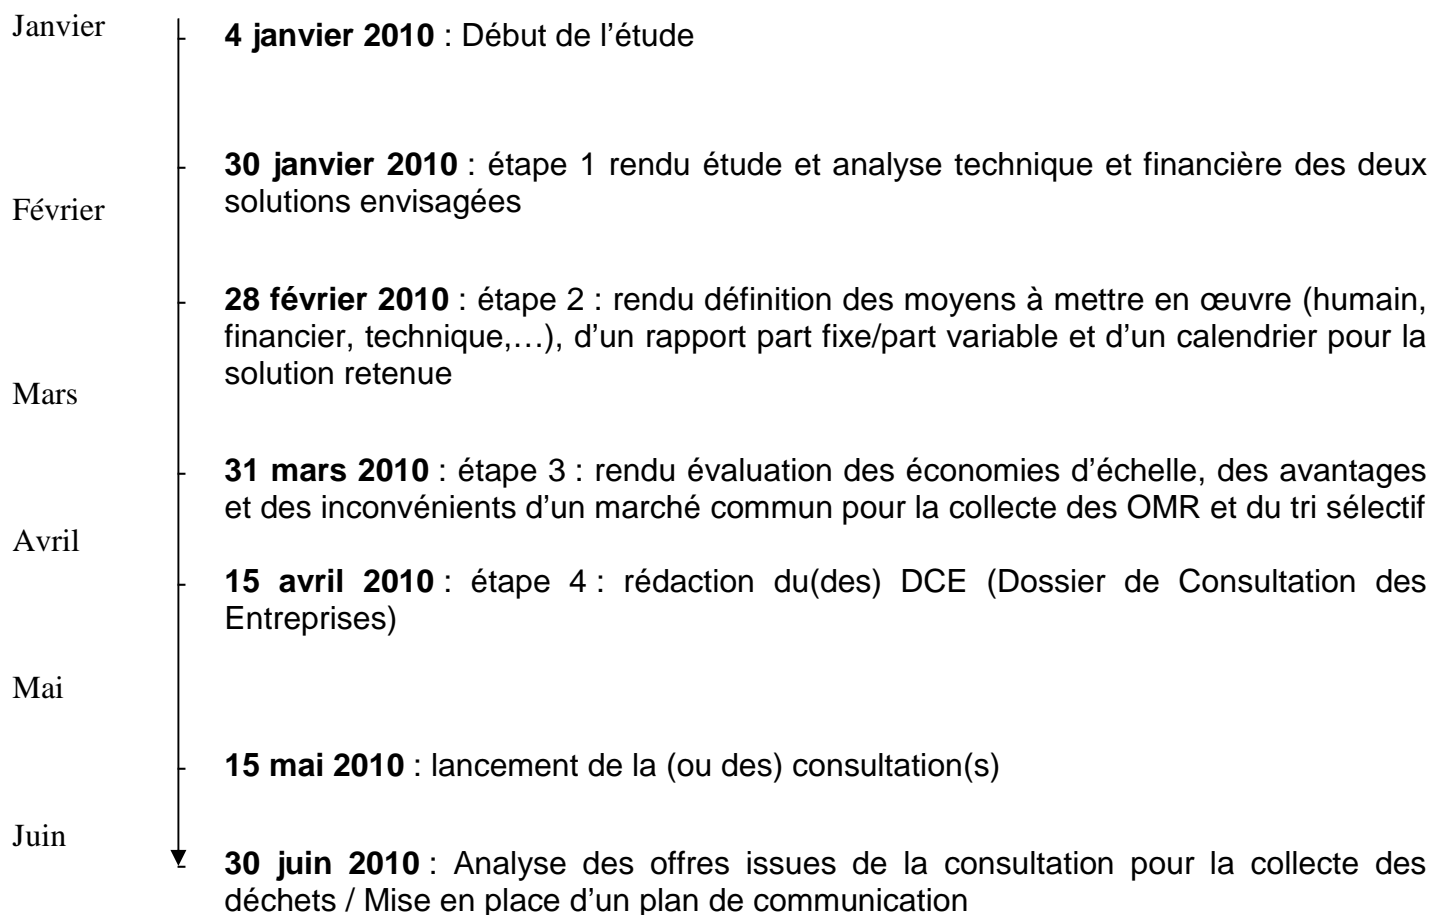 Janvier
4 janvier 2010 : Début de l’étude
30 janvier 2010 : étape 1 rendu étude et analyse technique et financière des deux
solutions envisagées
Février
28 février 2010 : étape 2 : rendu définition des moyens à mettre en œuvre (humain,
financier, technique,…), d’un rapport part fixe/part variable et d’un calendrier pour la
solution retenue
Mars
31 mars 2010 : étape 3 : rendu évaluation des économies d’échelle, des avantages
et des inconvénients d’un marché commun pour la collecte des OMR et du tri sélectif
Avril
15 avril 2010 : étape 4 : rédaction du(des) DCE (Dossier de Consultation des
Entreprises)
Mai
15 mai 2010 : lancement de la (ou des) consultation(s)
Juin
30 juin 2010 : Analyse des offres issues de la consultation pour la collecte des
déchets / Mise en place d’un plan de communication